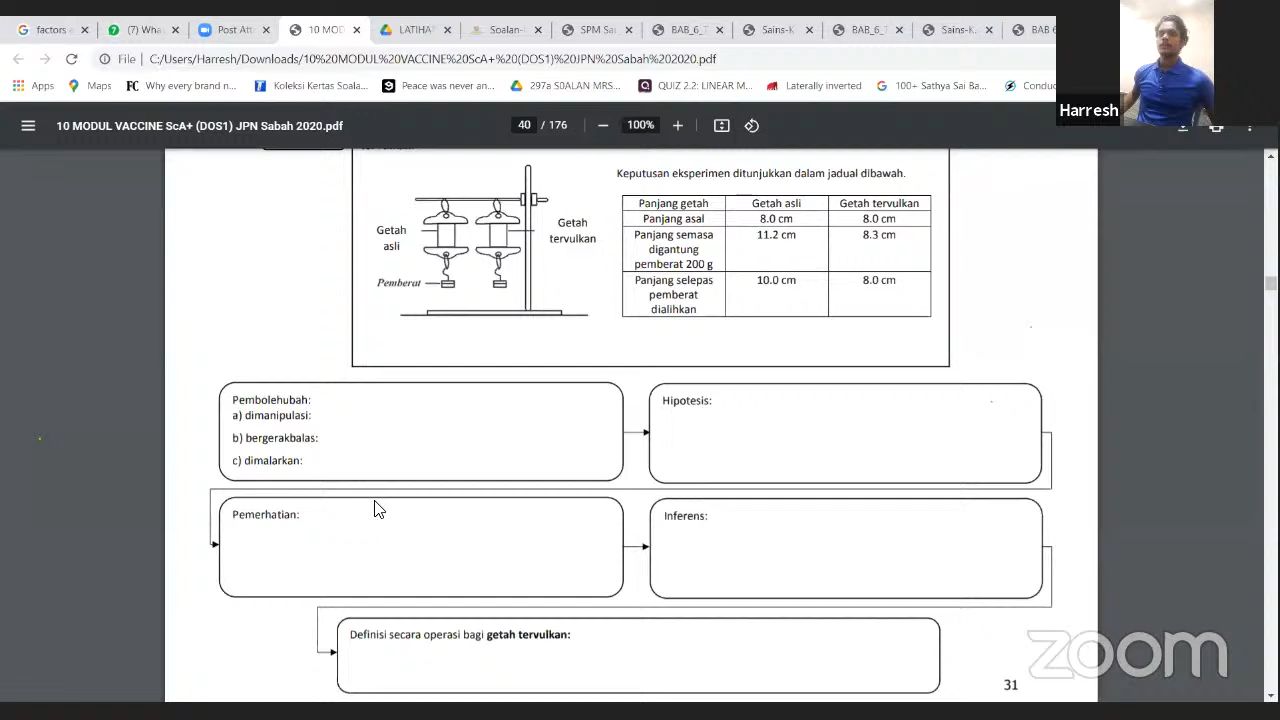 factors e
(7) Wha
Post Att
10 MOD
LATIHA
Soalan-
SPM Sai
BAB_6_T
Sains-K
BAB_6_T
Sains-K
BAB 6
File C:/Users/Harresh/Downloads/10%20MODUL%20VACCINE%20ScA+%20(DOS1)%20JPN%20Sabah%202020.pdf
Apps
Maps
Why every brand n...
Koleksi Kertas Soala...
Peace was never an...
297a S0ALAN MRS...
QUIZ 2.2: LINEAR M...
Laterally inverted
100+ Sathya Sai Ba...
Conduc
Harresh
10 MODUL VACCINE ScA+ (DOS1) JPN Sabah 2020.pdf
40 / 176
100%
Keputusan eksperimen ditunjukkan dalam jadual dibawah.
Getah
asli
Getah
tervulkan
Pemberat
Panjang getah Getah asli Getah tervulkan
Panjang asal 8.0 cm 8.0 cm
Panjang semasa 11.2 cm 8.3 cm
digantung
pemberat 200 g
Panjang selepas 10.0 cm 8.0 cm
pemberat
dialihkan
Pembolehubah:
a) dimanipulasi:
b) bergerakbalas:
c) dimalarkan:
Hipotesis:
Pemerhatian:
Inferens:
Definisi secara operasi bagi getah tervulkan:
31
zoom